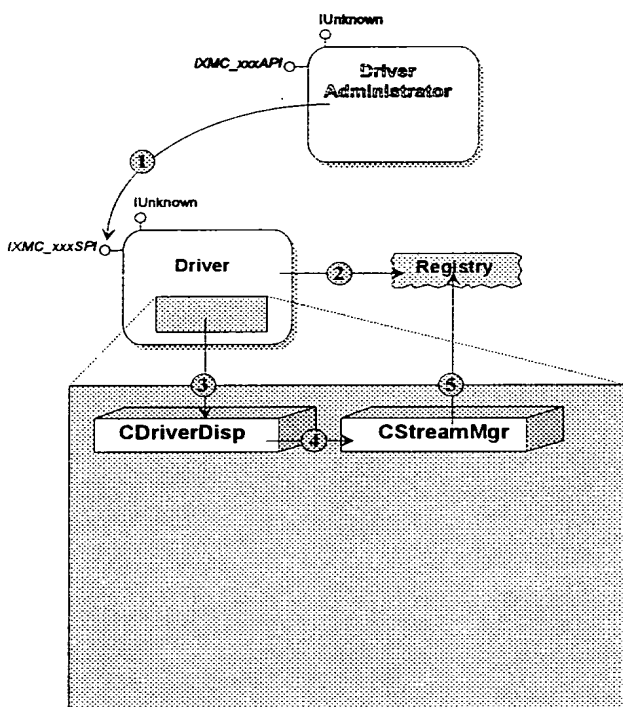 IUnknown
IXMC_xxxAPI
Driver
Administrator
1
IUnknown
IXMC_xxxSPI
Driver
2
Registry
3
5
CDriverDisp
4
CStreamMgr